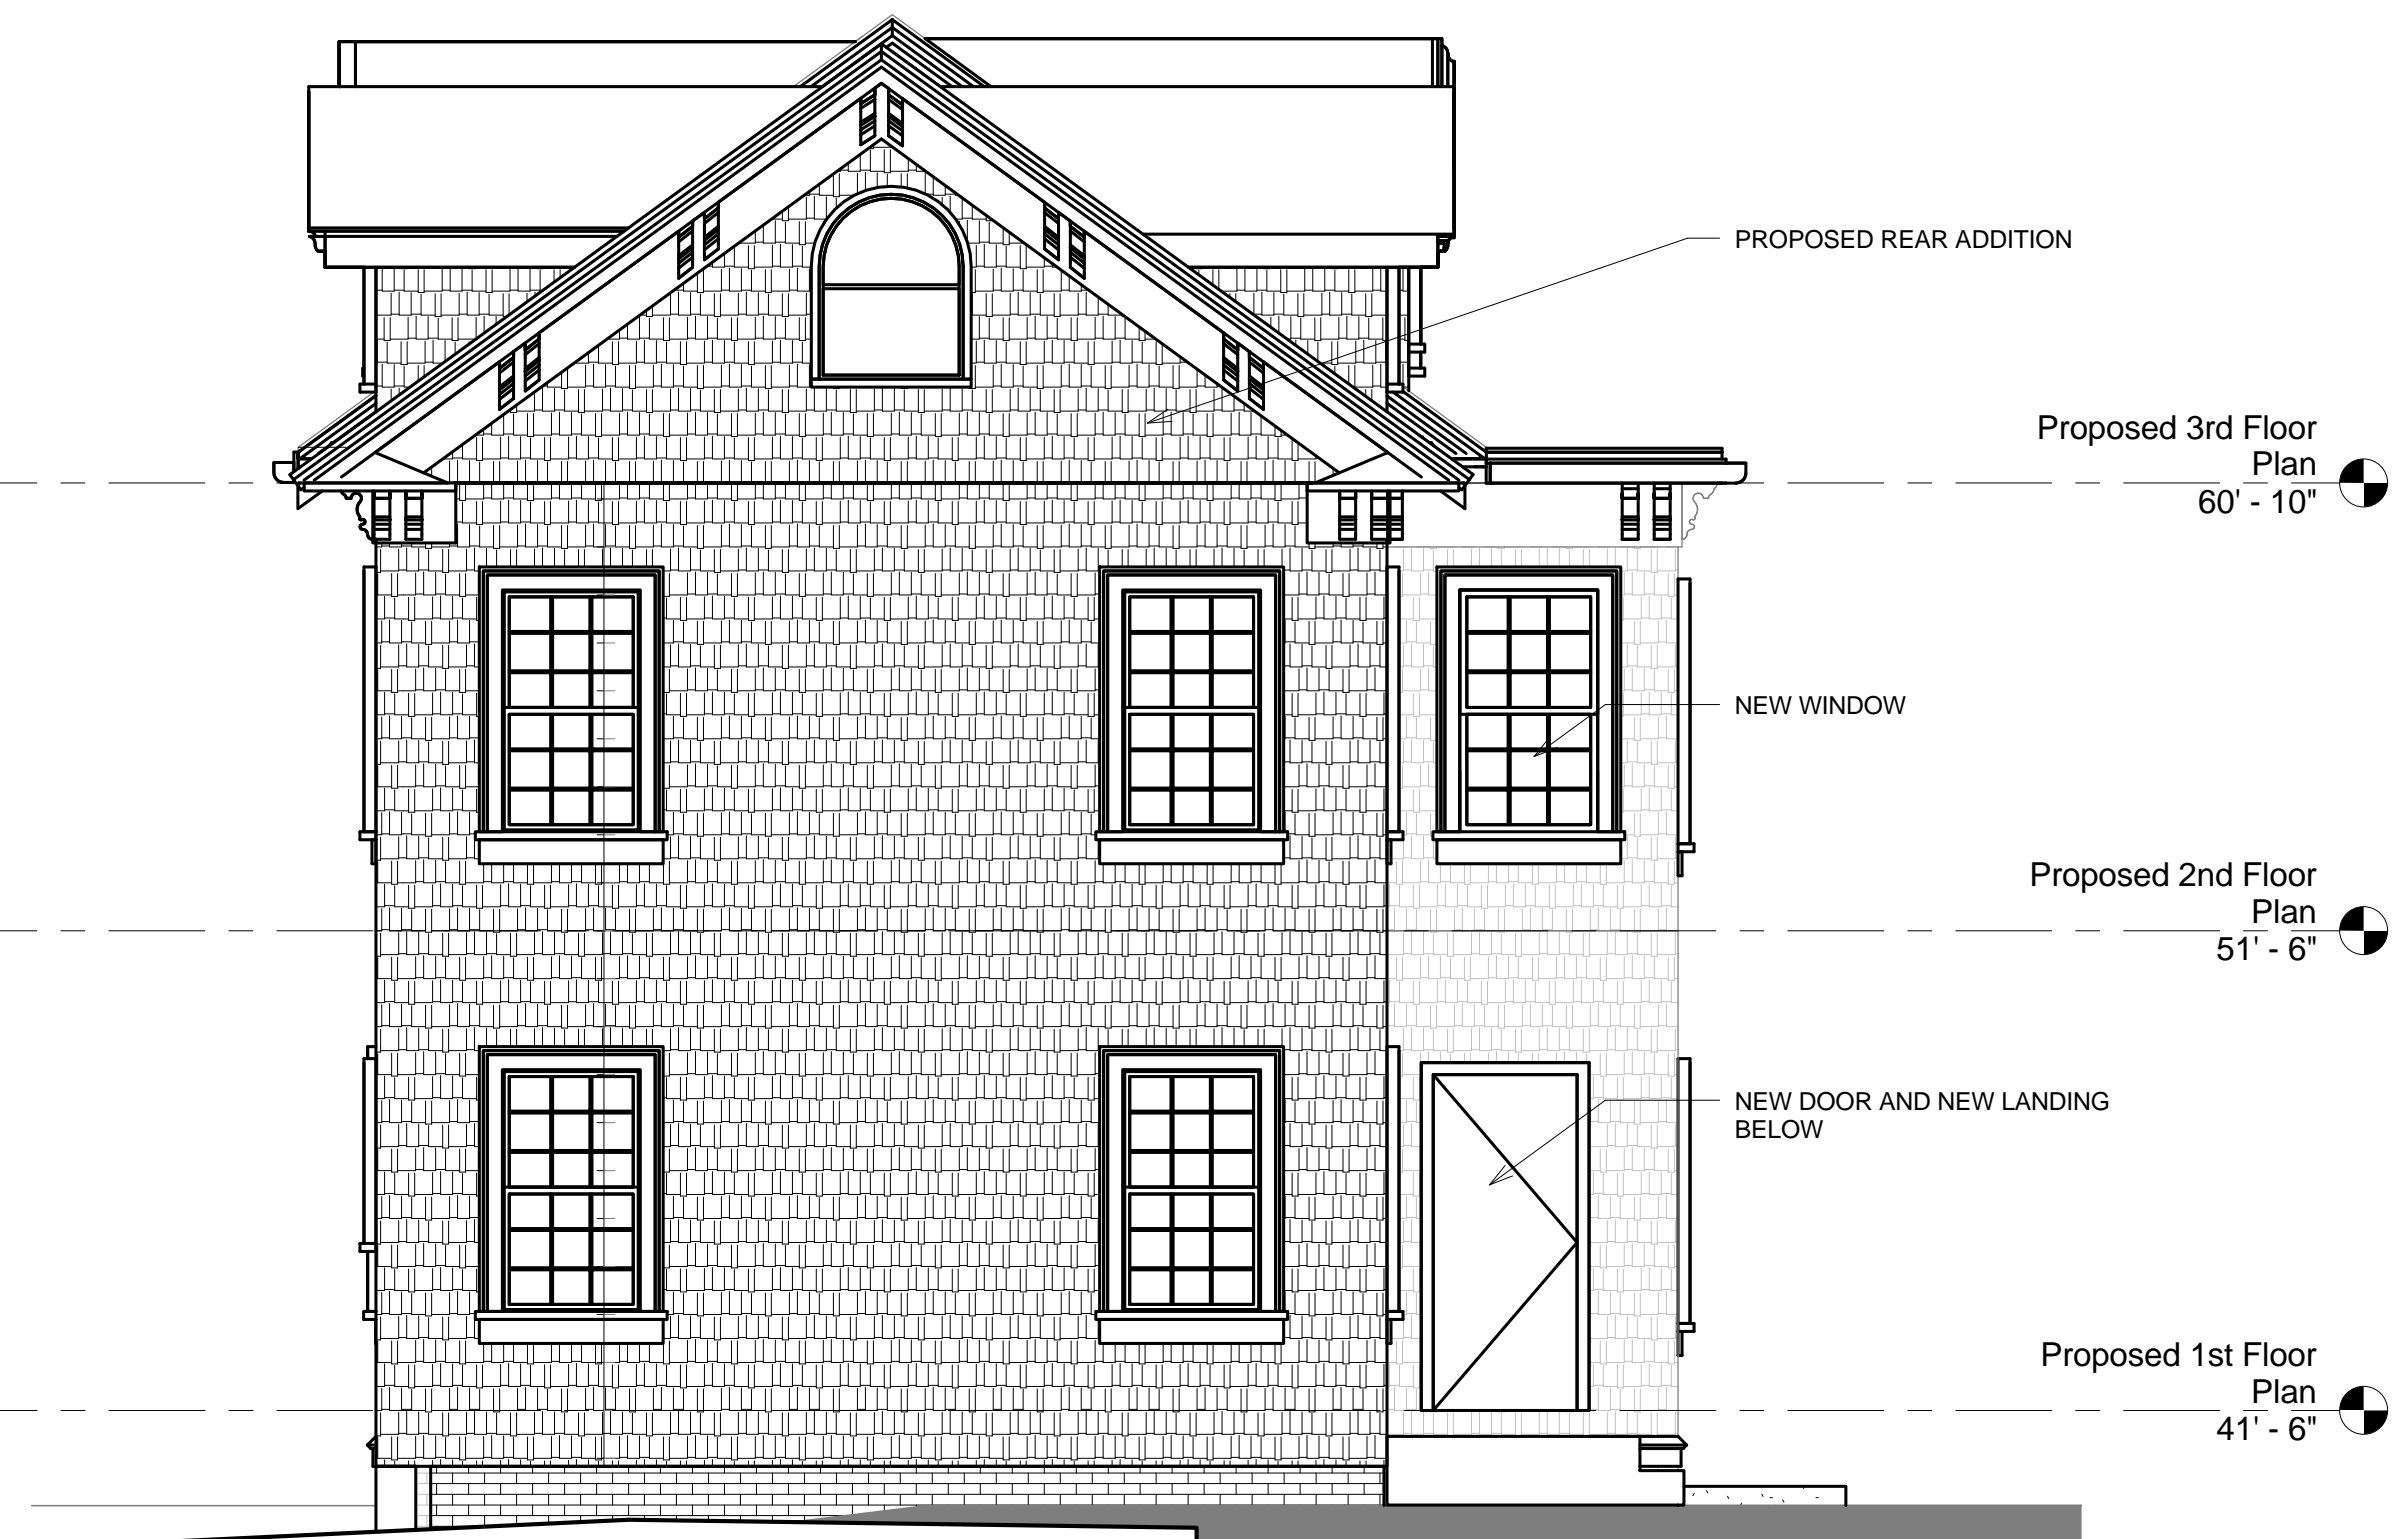 PROPOSED REAR ADDITION
Proposed 3rd Floor
Plan
60' - 10"
NEW WINDOW
Proposed 2nd Floor
Plan
51' - 6"
NEW DOOR AND NEW LANDING
BELOW
Proposed 1st Floor
Plan
41' - 6"